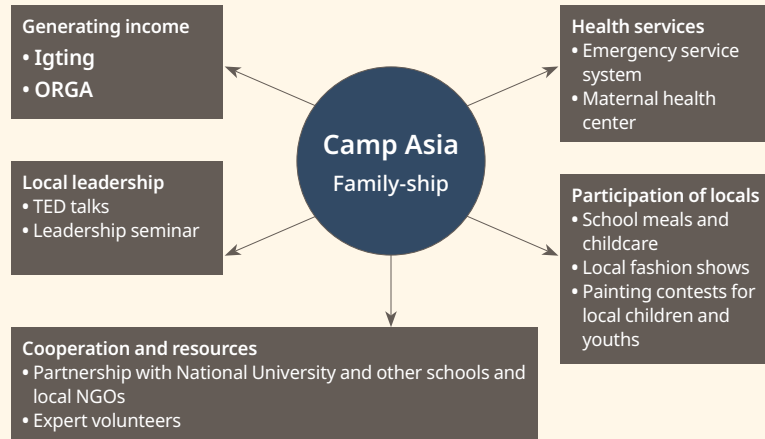 Generating income
• Igting
• ORGA
Health services
• Emergency service
system
• Maternal health
center
Camp Asia
Family-ship
Local leadership
• TED talks
• Leadership seminar
Participation of locals
• School meals and
childcare
• Local fashion shows
• Painting contests for
local children and
youths
Cooperation and resources
• Partnership with National University and other schools and
local NGOs
• Expert volunteers